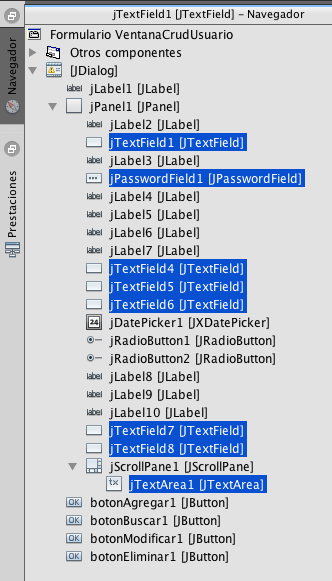 jTextField1 [JTextField] – Navegador
Navegador
Prestaciones
Formulario VentanaCrudUsuario
Otros componentes
[JDialog]
label jLabel1 [JLabel]
jPanel1 [JPanel]
label jLabel2 [JLabel]
jTextField1 [JTextField]
label jLabel3 [JLabel]
jPasswordField1 [JPasswordField]
label jLabel4 [JLabel]
label jLabel5 [JLabel]
label jLabel6 [JLabel]
label jLabel7 [JLabel]
jTextField4 [JTextField]
jTextField5 [JTextField]
jTextField6 [JTextField]
24 jDatePicker1 [JXDatePicker]
jRadioButton1 [JRadioButton]
jRadioButton2 [JRadioButton]
label jLabel8 [JLabel]
label jLabel9 [JLabel]
label jLabel10 [JLabel]
jTextField7 [JTextField]
jTextField8 [JTextField]
jScrollPane1 [JScrollPane]
tx jTextArea1 [JTextArea]
OK botonAgregar1 [JButton]
OK botonBuscar1 [JButton]
OK botonModificar1 [JButton]
OK botonEliminar1 [JButton]